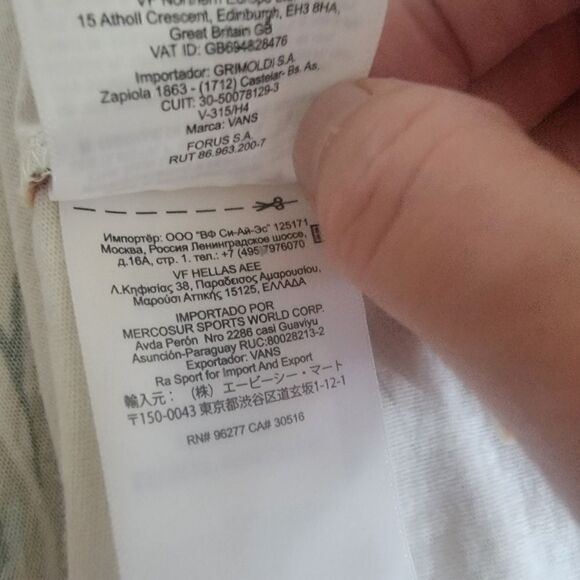 VF Northern Europe
15 Atholl Crescent, Edinburgh, EH3 8HA,
Great Britain GB
VAT ID: GB694828476
Importador: GRIMOLDI S.A.
Zapiola 1863 - (1712) Castelar- Bs. As.
CUIT: 30-50078129-3
V-315/H4
Marca: VANS
FORUS S.A.
RUT 86.963.200-7
Импортёр: ООО "ВФ Си-Ай-Эс" 125171
Москва, Россия Ленинградское шоссе,
д.16А, стр. 1. тел.: +7 (495)7976070
VF HELLAS AEE
Λ.Κηφισίας 38, Παράδεισος Αμαρουσίου,
Μαρούσι Αττικής 15125, ΕΛΛΑΔΑ
IMPORTADO POR
MERCOSUR SPORTS WORLD CORP.
Avda Perón Nro 2286 casi Guaviyu
Asunción-Paraguay RUC:80028213-2
Exportador: VANS
Ra Sport for Import And Export
輸入元：（株）エービーシー・マート
〒150-0043 東京都渋谷区道玄坂1-12-1
RN# 96277 CA# 30516